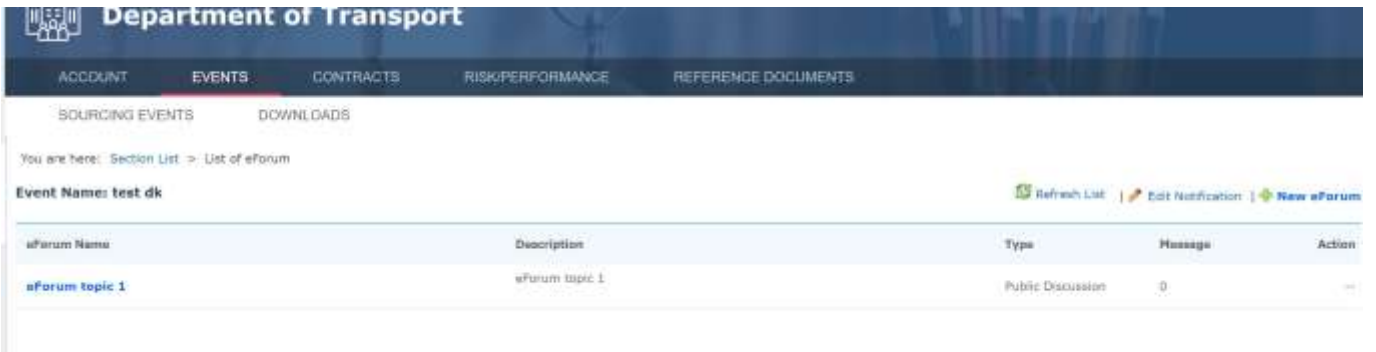 Department of Transport
ACCOUNT EVENTS CONTRACTS RISK/PERFORMANCE REFERENCE DOCUMENTS
SOURCING EVENTS DOWNLOADS
You are here: Section List > List of eForum
Event Name: test dk Refresh List | Edit Notification | New eForum
eForum Name Description Type Message Action
eForum topic 1 eForum topic 1 Public Discussion 0 --